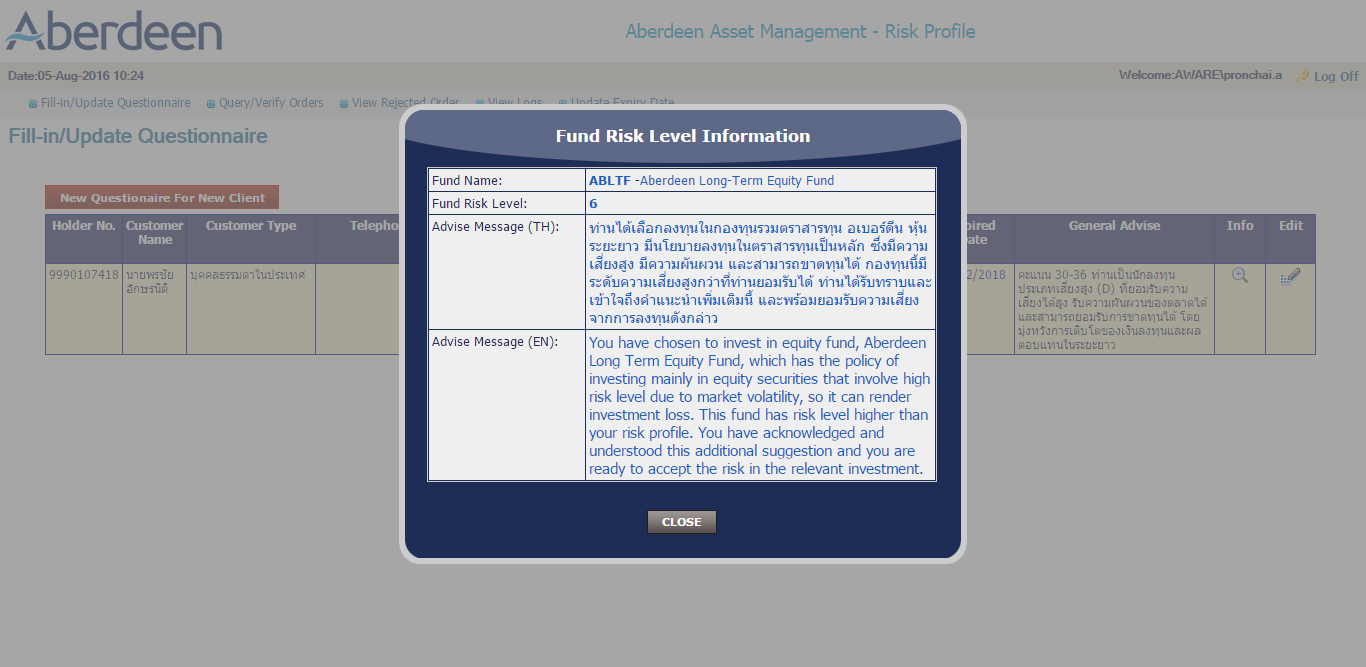 Aberdeen
Aberdeen Asset Management - Risk Profile
Date:05-Aug-2016 10:24
Welcome:AWARE\pronchai.a
Log Off
Fill-in/Update Questionnaire
Query/Verify Orders
View Rejected Order
View Logs
Update Expiry Date
Fill-in/Update Questionnaire
New Questionaire For New Client
Holder No.
Customer
Name
Customer Type
Telepho
pired
ate
General Advise
Info
Edit
9990107418
นายพรชัย
อักษรนิติ
บุคคลธรรมดาในประเทศ
2/2018
คะแนน 30-36 ท่านเป็นนักลงทุน
ประเภทเสี่ยงสูง (D) ที่ยอมรับความ
เสี่ยงได้สูง รับความผันผวนของตลาดได้
และสามารถยอมรับการขาดทุนได้ โดย
มุ่งหวังการเติบโตของเงินลงทุนและผล
ตอบแทนในระยะยาว
Fund Risk Level Information
Fund Name:
ABLTF -Aberdeen Long-Term Equity Fund
Fund Risk Level:
6
Advise Message (TH):
ท่านได้เลือกลงทุนในกองทุนรวมตราสารทุน อเบอร์ดีน หุ้น
ระยะยาว มีนโยบายลงทุนในตราสารทุนเป็นหลัก ซึ่งมีความ
เสี่ยงสูง มีความผันผวน และสามารถขาดทุนได้ กองทุนนี้มี
ระดับความเสี่ยงสูงกว่าที่ท่านยอมรับได้ ท่านได้รับทราบและ
เข้าใจถึงคำแนะนำเพิ่มเติมนี้ และพร้อมยอมรับความเสี่ยง
จากการลงทุนดังกล่าว
Advise Message (EN):
You have chosen to invest in equity fund, Aberdeen
Long Term Equity Fund, which has the policy of
investing mainly in equity securities that involve high
risk level due to market volatility, so it can render
investment loss. This fund has risk level higher than
your risk profile. You have acknowledged and
understood this additional suggestion and you are
ready to accept the risk in the relevant investment.
CLOSE